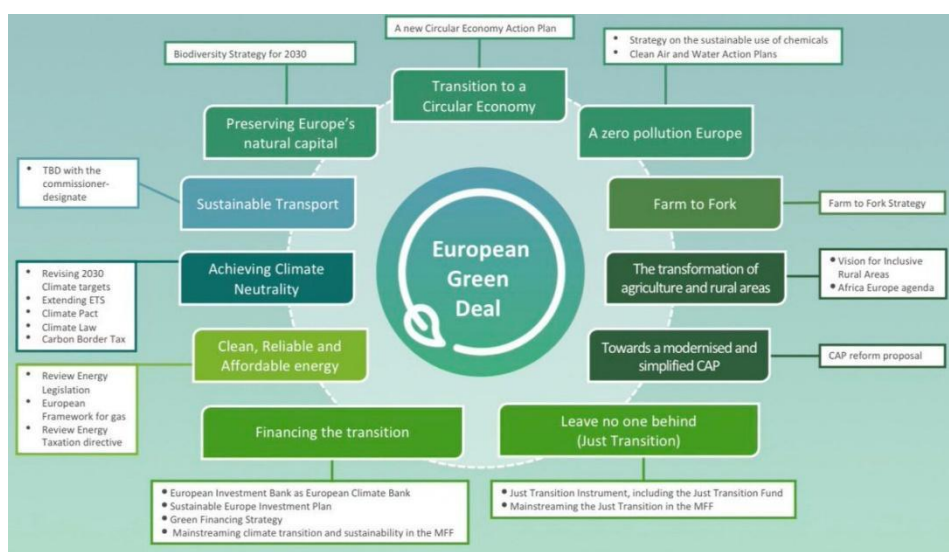 A new Circular Economy Action Plan
Biodiversity Strategy for 2030
• Strategy on the sustainable use of chemicals
• Clean Air and Water Action Plans
Transition to a
Circular Economy
Preserving Europe's
natural capital
A zero pollution Europe
• TBD with the
commissioner-
designate
Sustainable Transport
Farm to Fork
Farm to Fork Strategy
European
Green
Deal
• Revising 2030
Climate targets
• Extending ETS
• Climate Pact
• Climate Law
• Carbon Border Tax
Achieving Climate
Neutrality
The transformation of
agriculture and rural areas
• Vision for Inclusive
Rural Areas
• Africa Europe agenda
Clean, Reliable and
Affordable energy
Towards a modernised and
simplified CAP
CAP reform proposal
• Review Energy
Legislation
• European
Framework for gas
• Review Energy
Taxation directive
Financing the transition
Leave no one behind
(Just Transition)
• European Investment Bank as European Climate Bank
• Sustainable Europe Investment Plan
• Green Financing Strategy
• Mainstreaming climate transition and sustainability in the MFF
• Just Transition Instrument, including the Just Transition Fund
• Mainstreaming the Just Transition in the MFF